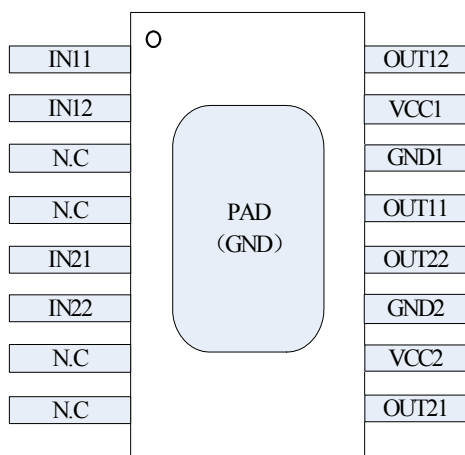 IN11
OUT12
IN12
VCC1
N.C
GND1
N.C
OUT11
PAD
（GND）
IN21
OUT22
IN22
GND2
N.C
VCC2
N.C
OUT21